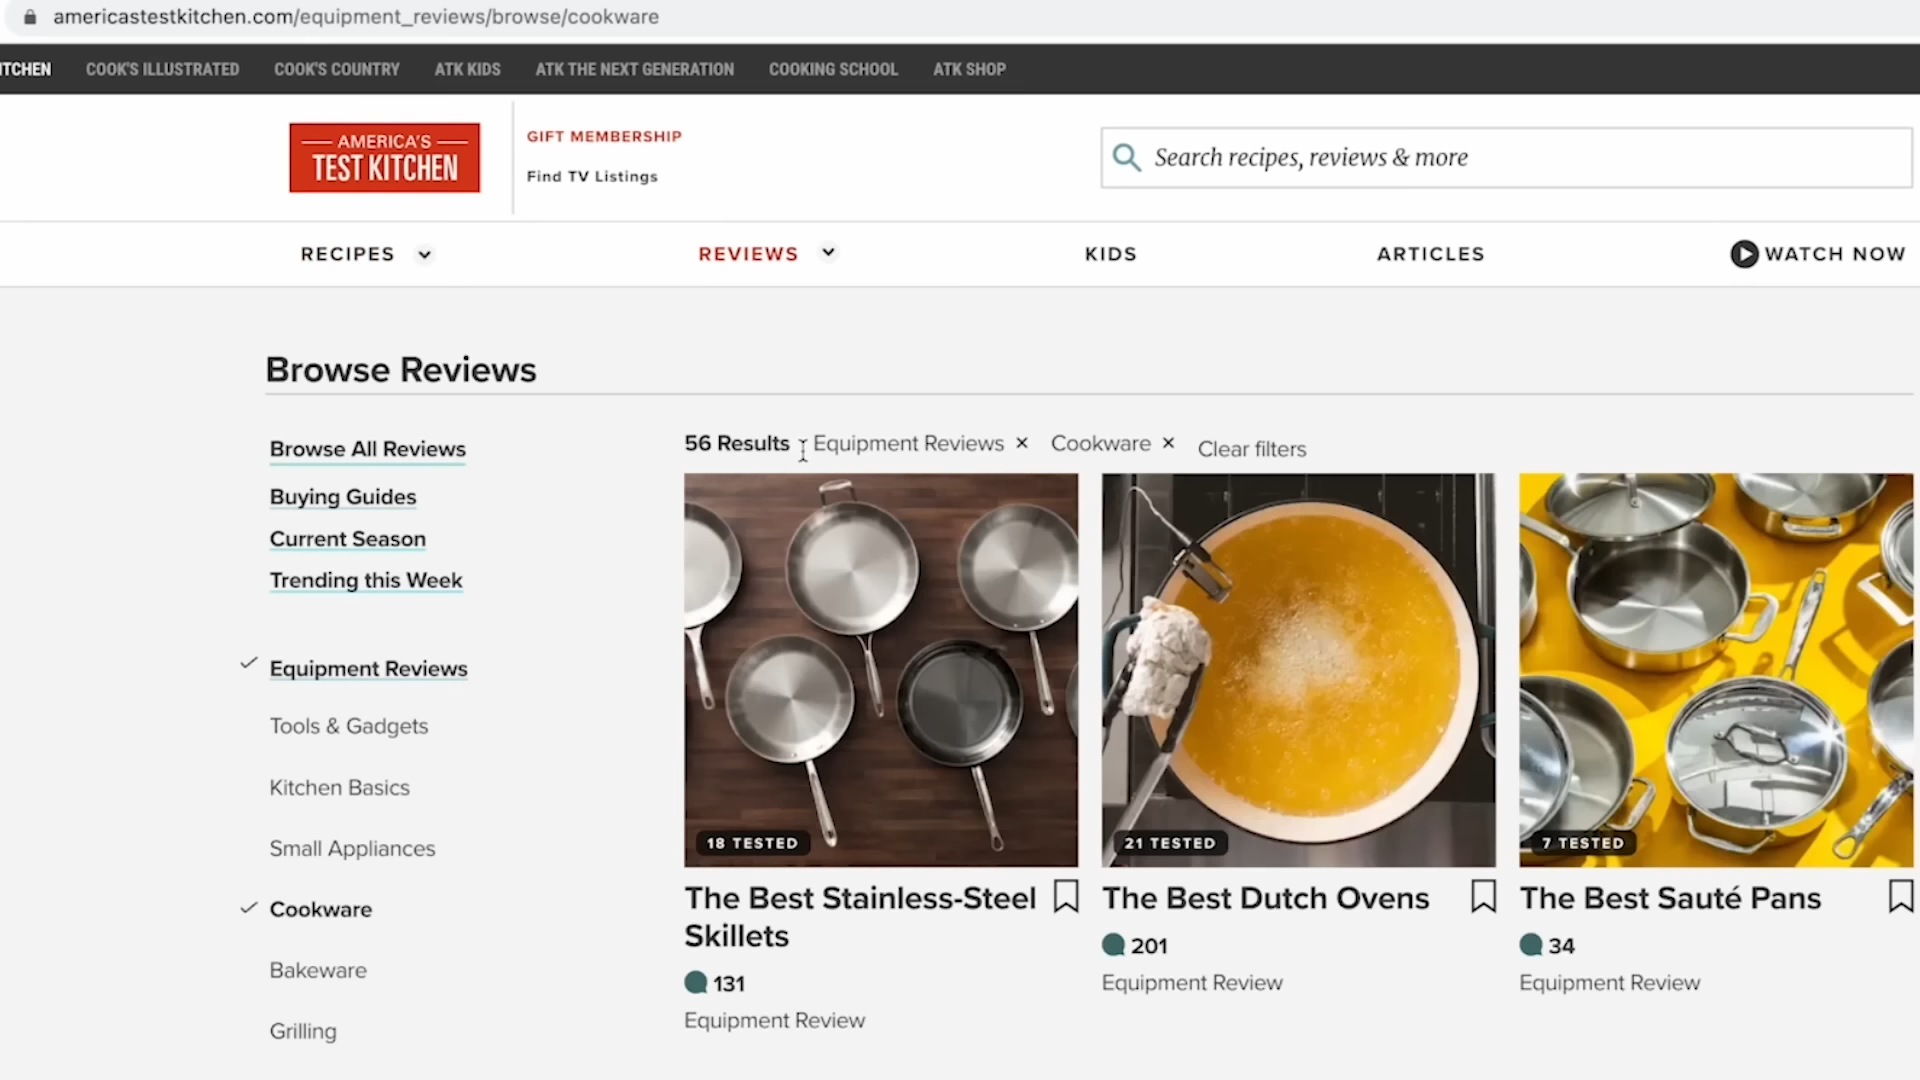 americastestkitchen.com/equipment_reviews/browse/cookware
ITCHEN COOK'S ILLUSTRATED COOK'S COUNTRY ATK KIDS ATK THE NEXT GENERATION COOKING SCHOOL ATK SHOP
AMERICA'S
TEST KITCHEN
GIFT MEMBERSHIP
Find TV Listings
Search recipes, reviews & more
RECIPES REVIEWS KIDS ARTICLES WATCH NOW
Browse Reviews
Browse All Reviews
Buying Guides
Current Season
Trending this Week
Equipment Reviews
Tools & Gadgets
Kitchen Basics
Small Appliances
Cookware
Bakeware
Grilling
56 Results Equipment Reviews × Cookware × Clear filters
18 TESTED
The Best Stainless-Steel
Skillets
131
Equipment Review
21 TESTED
The Best Dutch Ovens
201
Equipment Review
7 TESTED
The Best Sauté Pans
34
Equipment Review